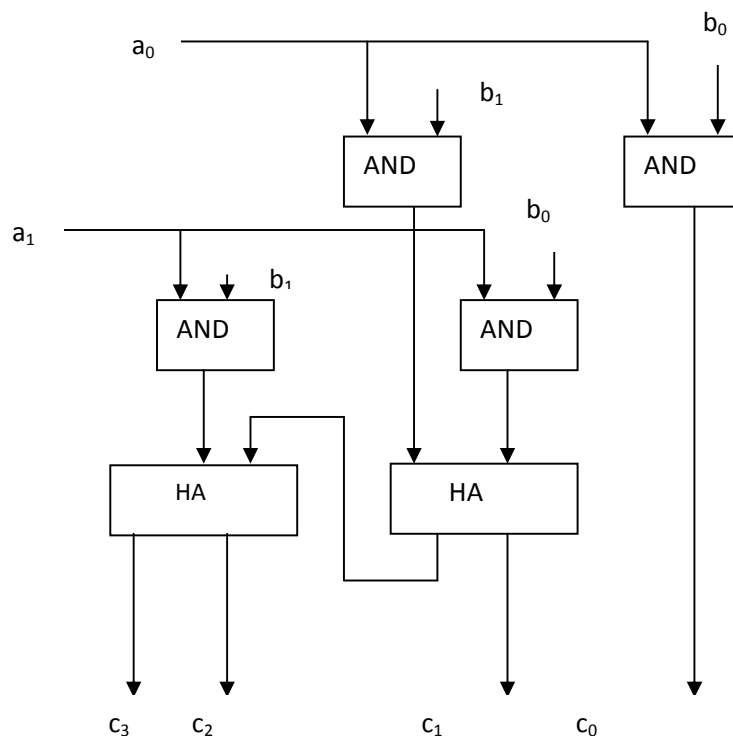 b₀
a₀
b₁
AND AND
b₀
a₁
b₁
AND AND
HA HA
c₃ c₂ c₁ c₀